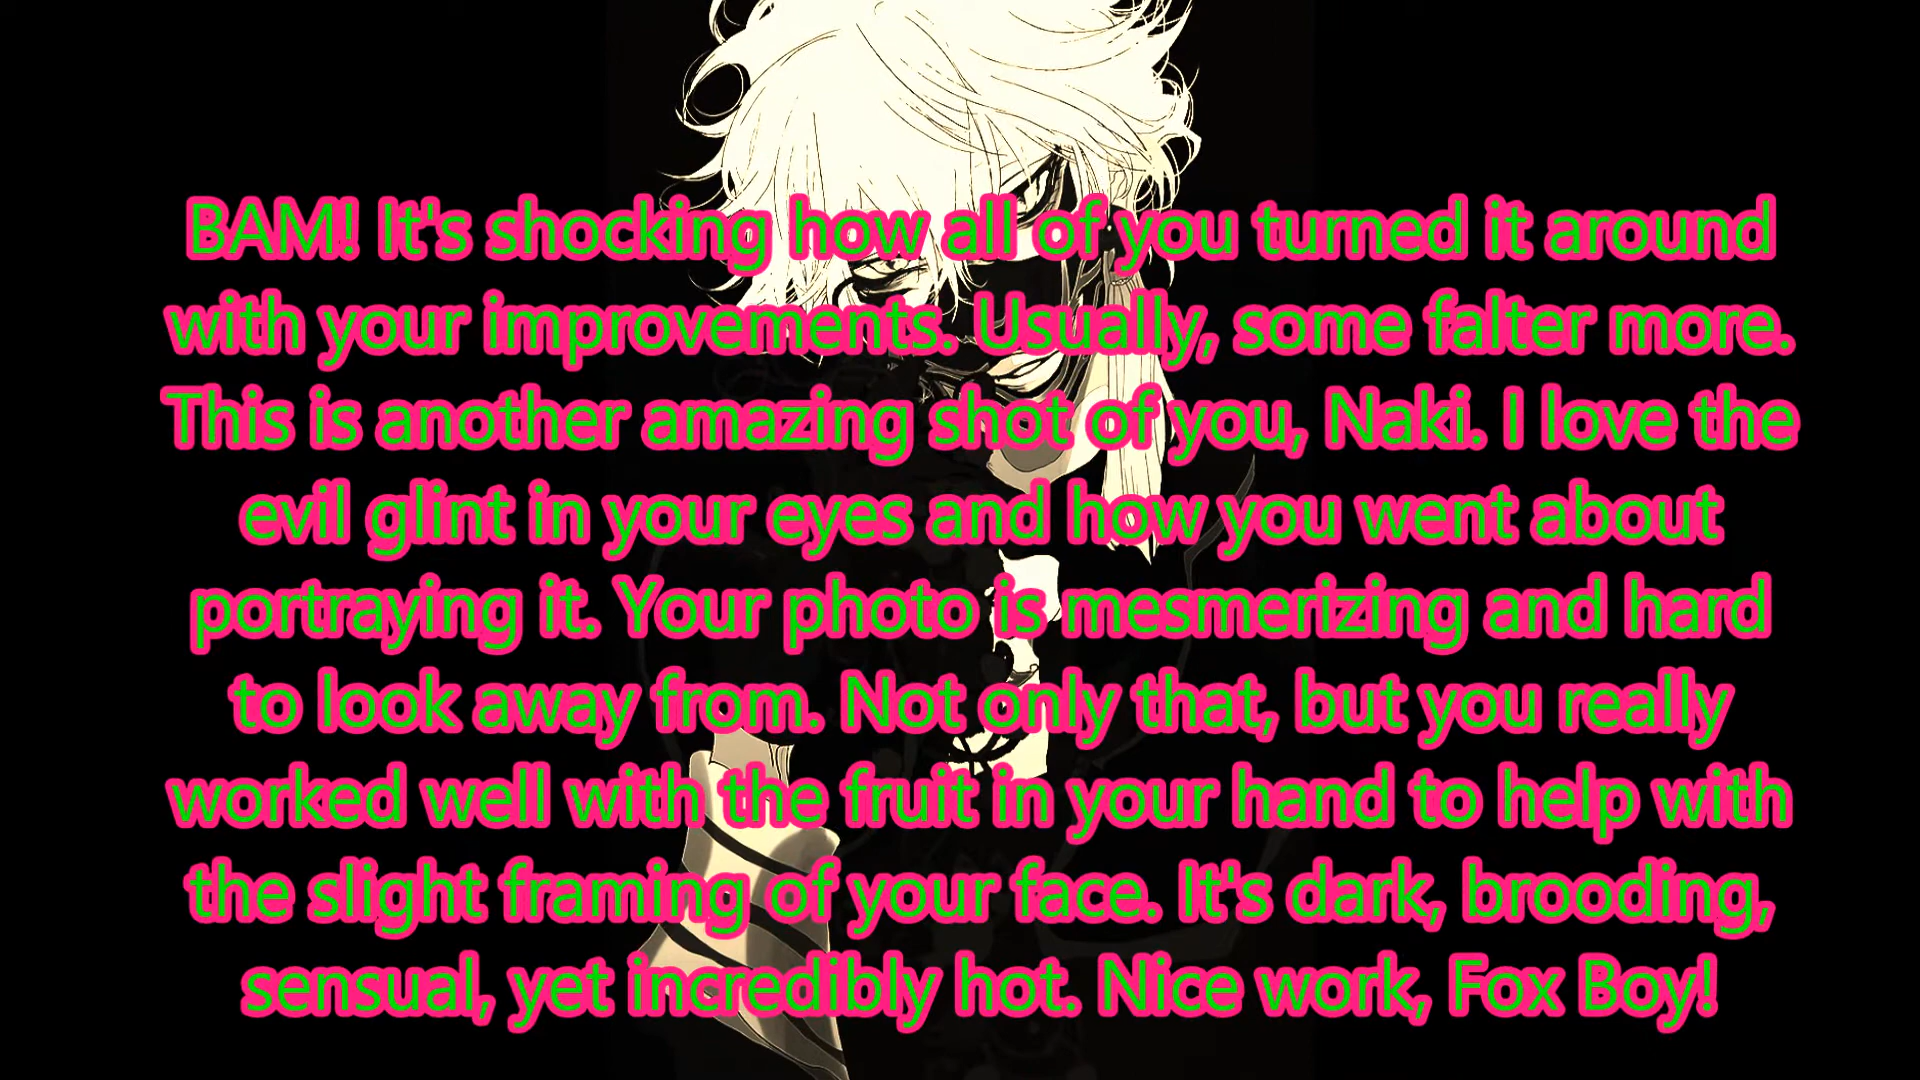 BAM! It's shocking how all of you turned it around
with your improvements. Usually, some falter more.
This is another amazing shot of you, Naki. I love the
evil glint in your eyes and how you went about
portraying it. Your photo is mesmerizing and hard
to look away from. Not only that, but you really
worked well with the fruit in your hand to help with
the slight framing of your face. It's dark, brooding,
sensual, yet incredibly hot. Nice work, Fox Boy!